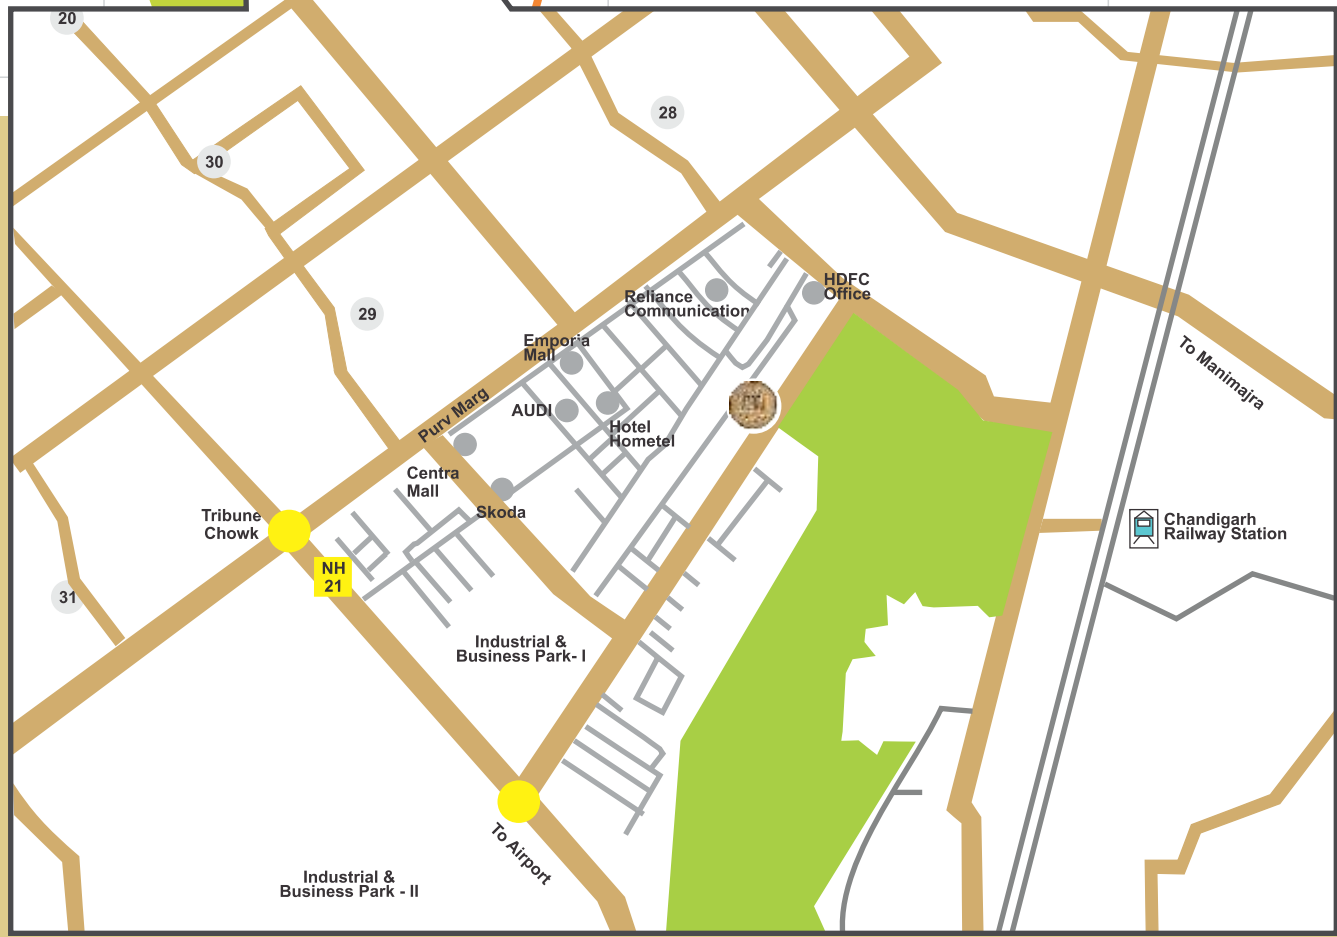 20
28
30
HDFC
Office
Reliance
Communication
29
Emporia
Mall
To Manimajra
Purv Marg
AUDI
Hotel
Hometel
Centra
Mall
Skoda
Tribune
Chowk
Chandigarh
Railway Station
NH
21
31
Industrial &
Business Park- I
To Airport
Industrial &
Business Park - II